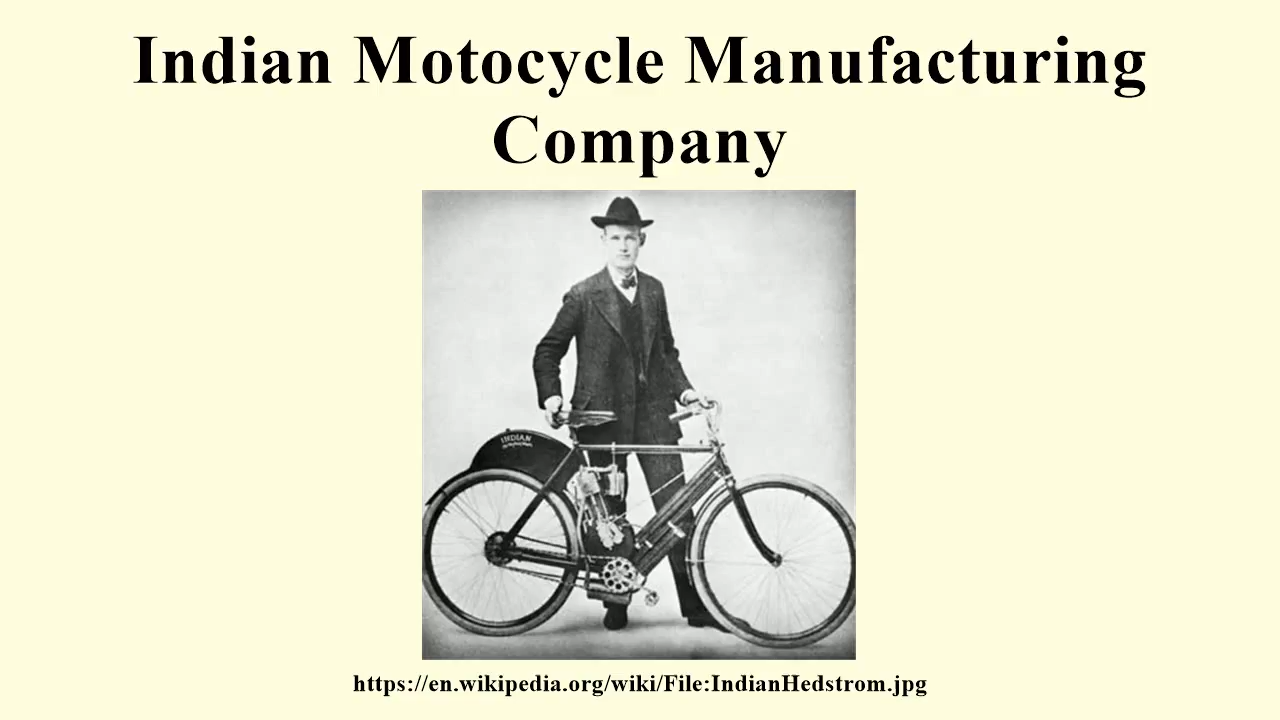 Indian Motocycle Manufacturing
Company
INDIAN
https://en.wikipedia.org/wiki/File:IndianHedstrom.jpg